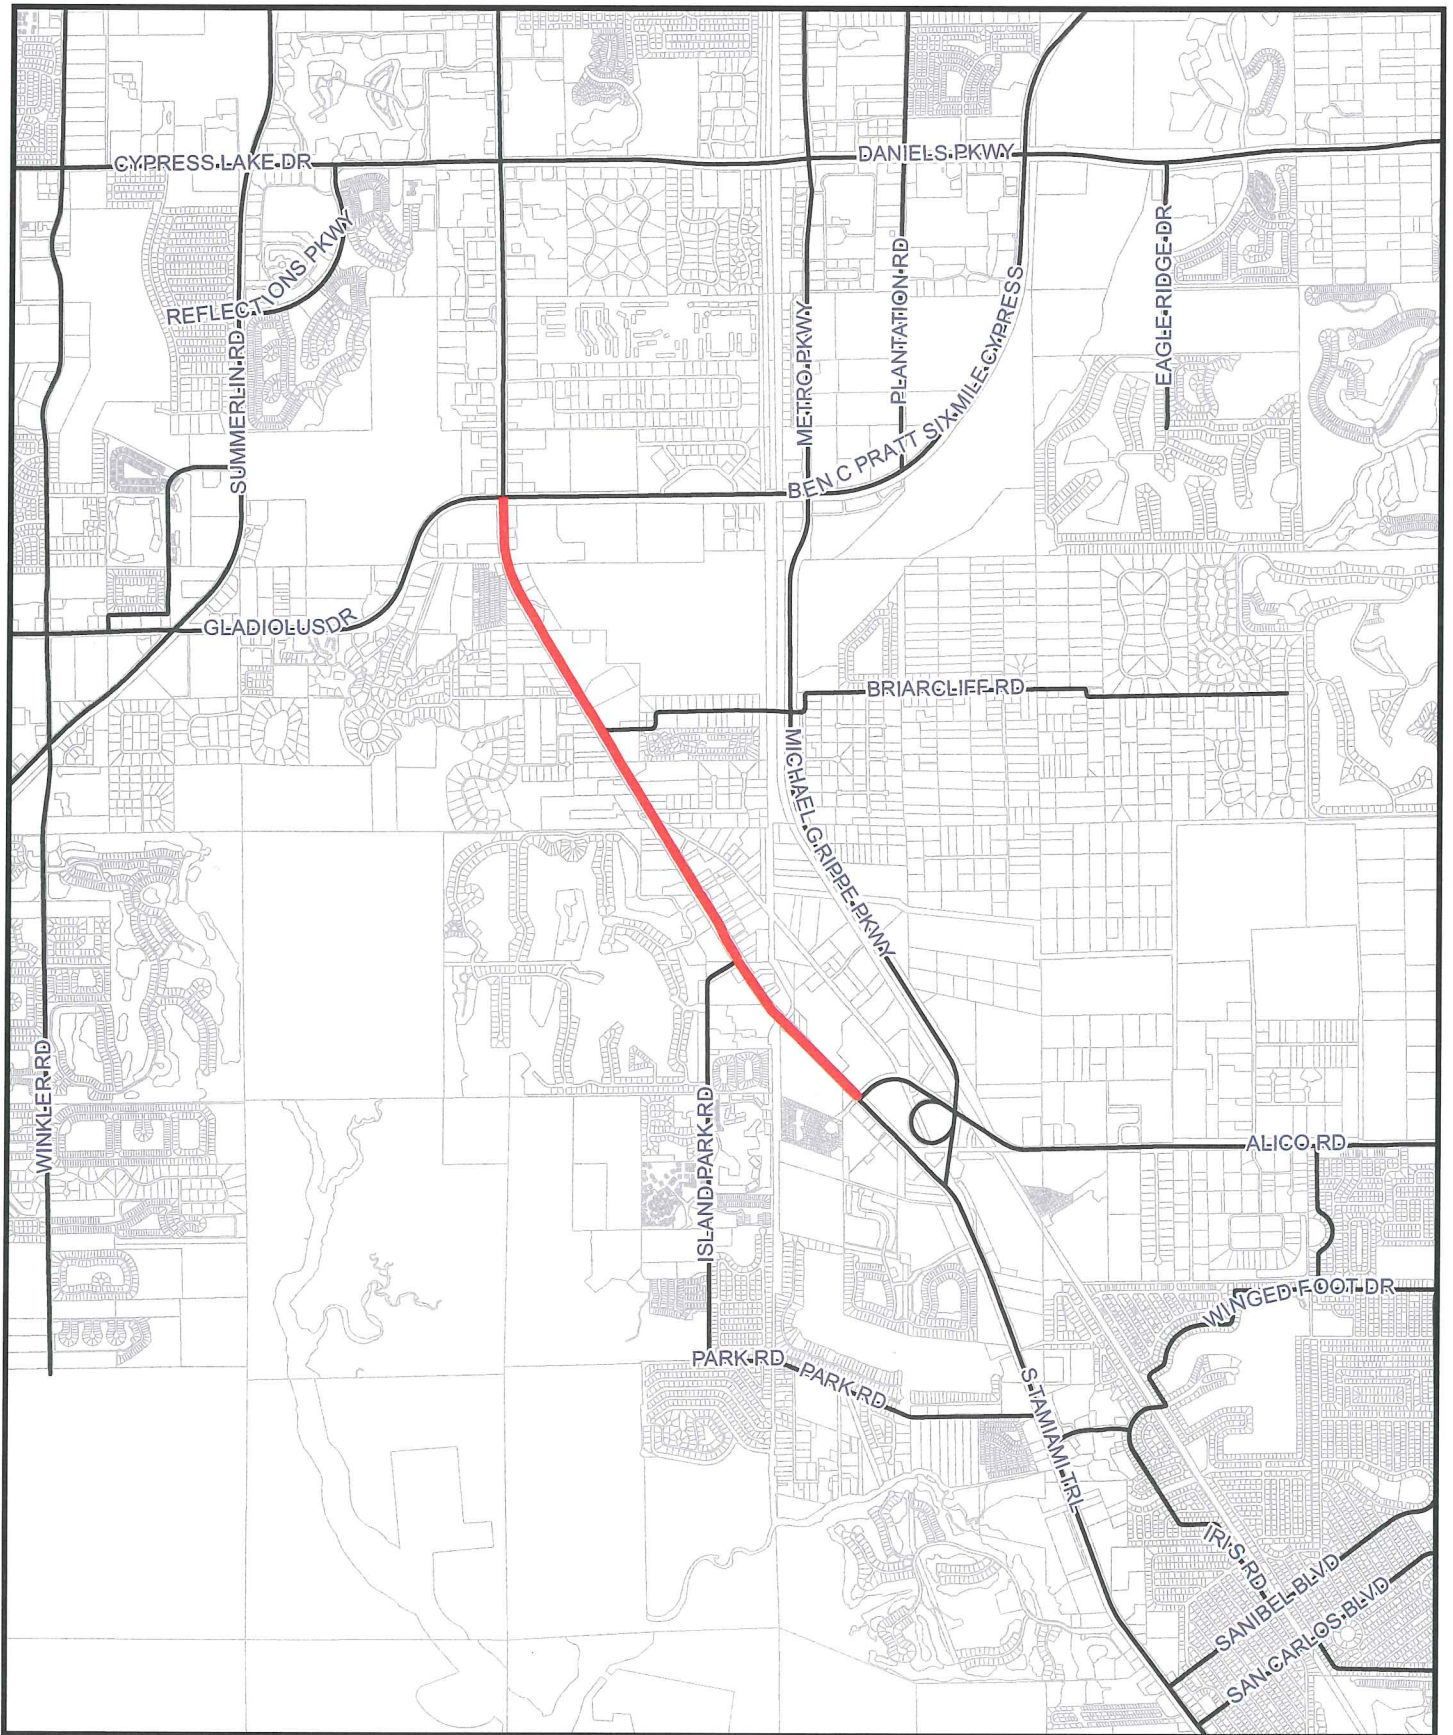 CYPRESS LAKE DR
DANIELS PKWY
REFLECTIONS PKWY
SUMMERLIN RD
METRO PKWY
PLANTATION RD
EAGLE RIDGE DR
BEN C PRATT SIX MILE CYPRESS
GLADIOLUS DR
BRIARCLIFF RD
MICHAEL G RIPPE PKWY
WINKLER RD
ISLAND PARK RD
ALICO RD
WINGED FOOT DR
PARK RD
PARK RD
S TAMIAMI TRL
IRIS RD
SANIBEL BLVD
SAN CARLOS BLVD